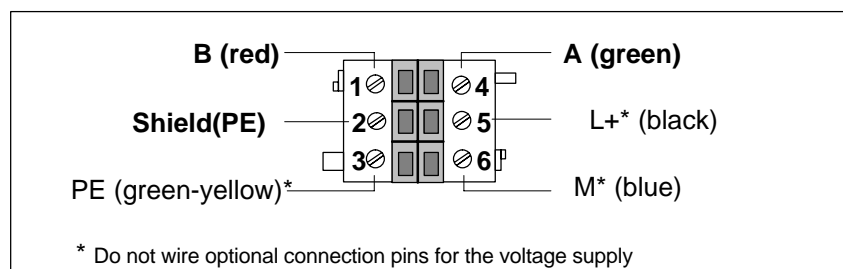 B (red) A (green)
1 4
Shield(PE) 2 5 L+* (black)
3 6
PE (green-yellow)* M* (blue)
* Do not wire optional connection pins for the voltage supply